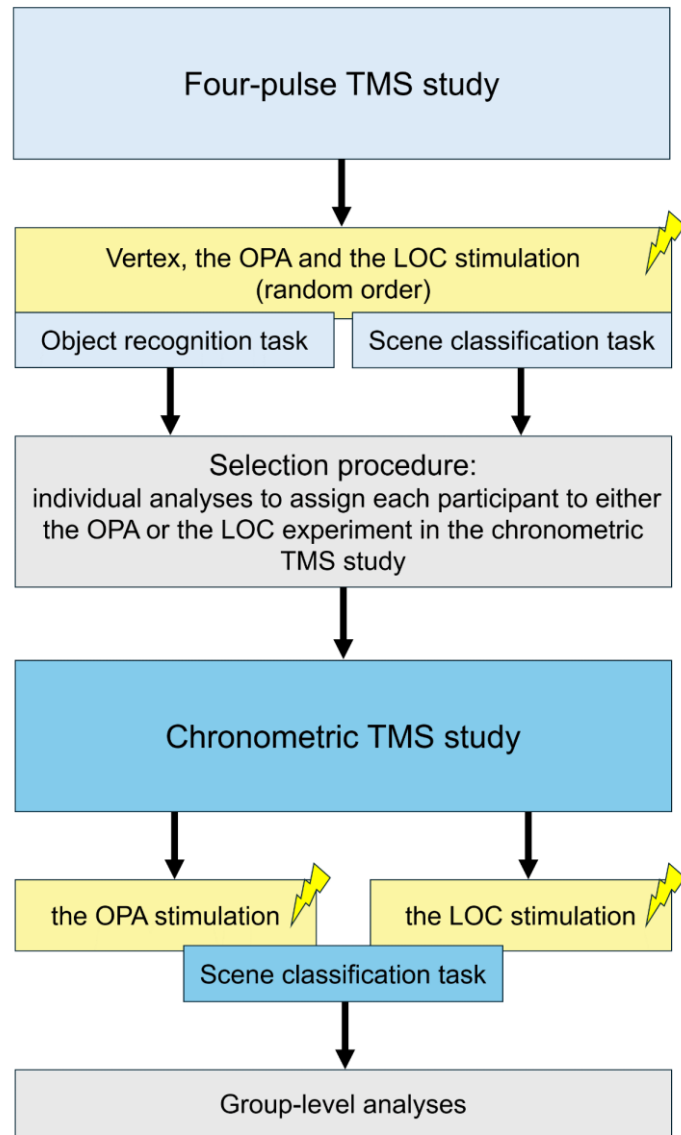 Four-pulse TMS study
Vertex, the OPA and the LOC stimulation
(random order)
Object recognition task
Scene classification task
Selection procedure:
individual analyses to assign each participant to either
the OPA or the LOC experiment in the chronometric
TMS study
Chronometric TMS study
the OPA stimulation
the LOC stimulation
Scene classification task
Group-level analyses